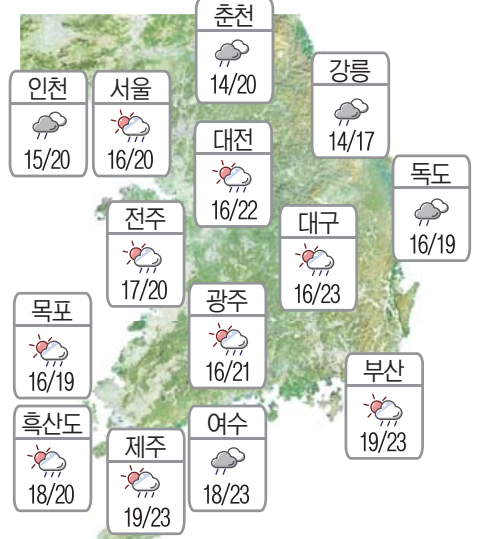 춘천
14/20
강릉
14/17
인천
15/20
서울
16/20
대전
16/22
독도
16/19
전주
17/20
대구
16/23
광주
16/21
목포
16/19
부산
19/23
흑산도
18/20
제주
19/23
여수
18/23